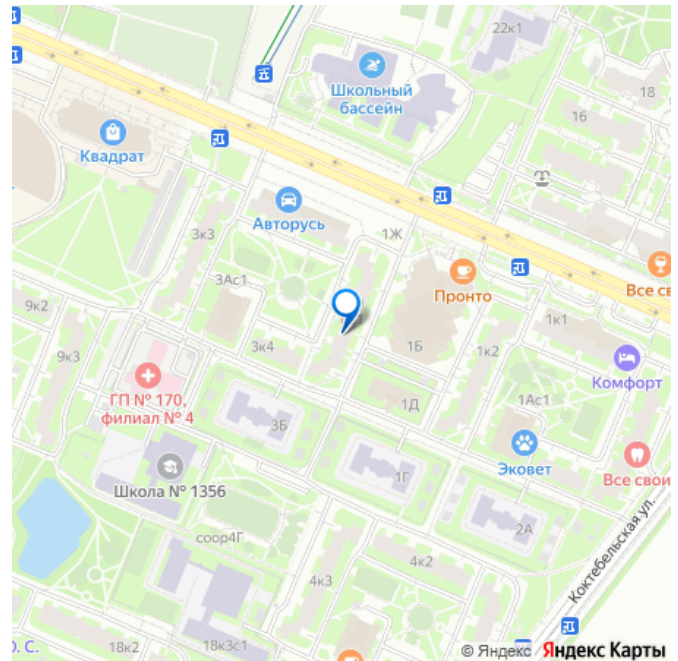 22к1
Школьный
бассейн
18
16
Квадрат
Авторусь
3к3
1Ж
3Ас1
Пронто
Все св
9к2
1к1
1Б
3к4
1к2
9к3
Комфорт
ГП № 170,
филиал № 4
1Ас1
1Д
3Б
Эковет
Все свои
1Г
Школа № 1356
2А
соор4Г
Коктебельская ул.
4к2
4к3
О. С.
18к2
18к3с1
© Яндекс Яндекс Карты